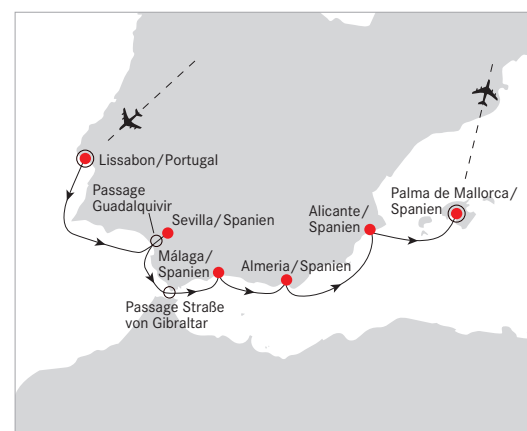 Lissabon/Portugal
Passage
Guadalquivir
Sevilla/Spanien
Málaga/
Spanien
Passage Straße
von Gibraltar
Almeria/Spanien
Alicante/
Spanien
Palma de Mallorca/
Spanien